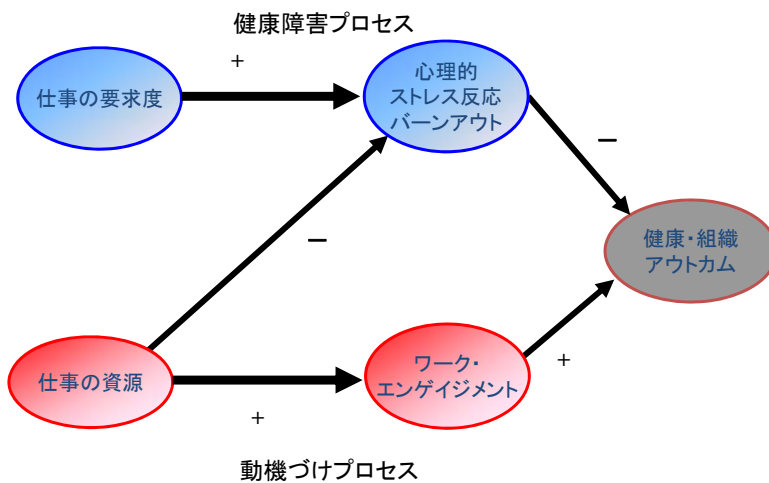 健康障害プロセス
+
仕事の要求度
心理的
ストレス反応
バーンアウト
−
健康・組織
アウトカム
−
仕事の資源
ワーク・
エンゲイジメント
+
+
動機づけプロセス